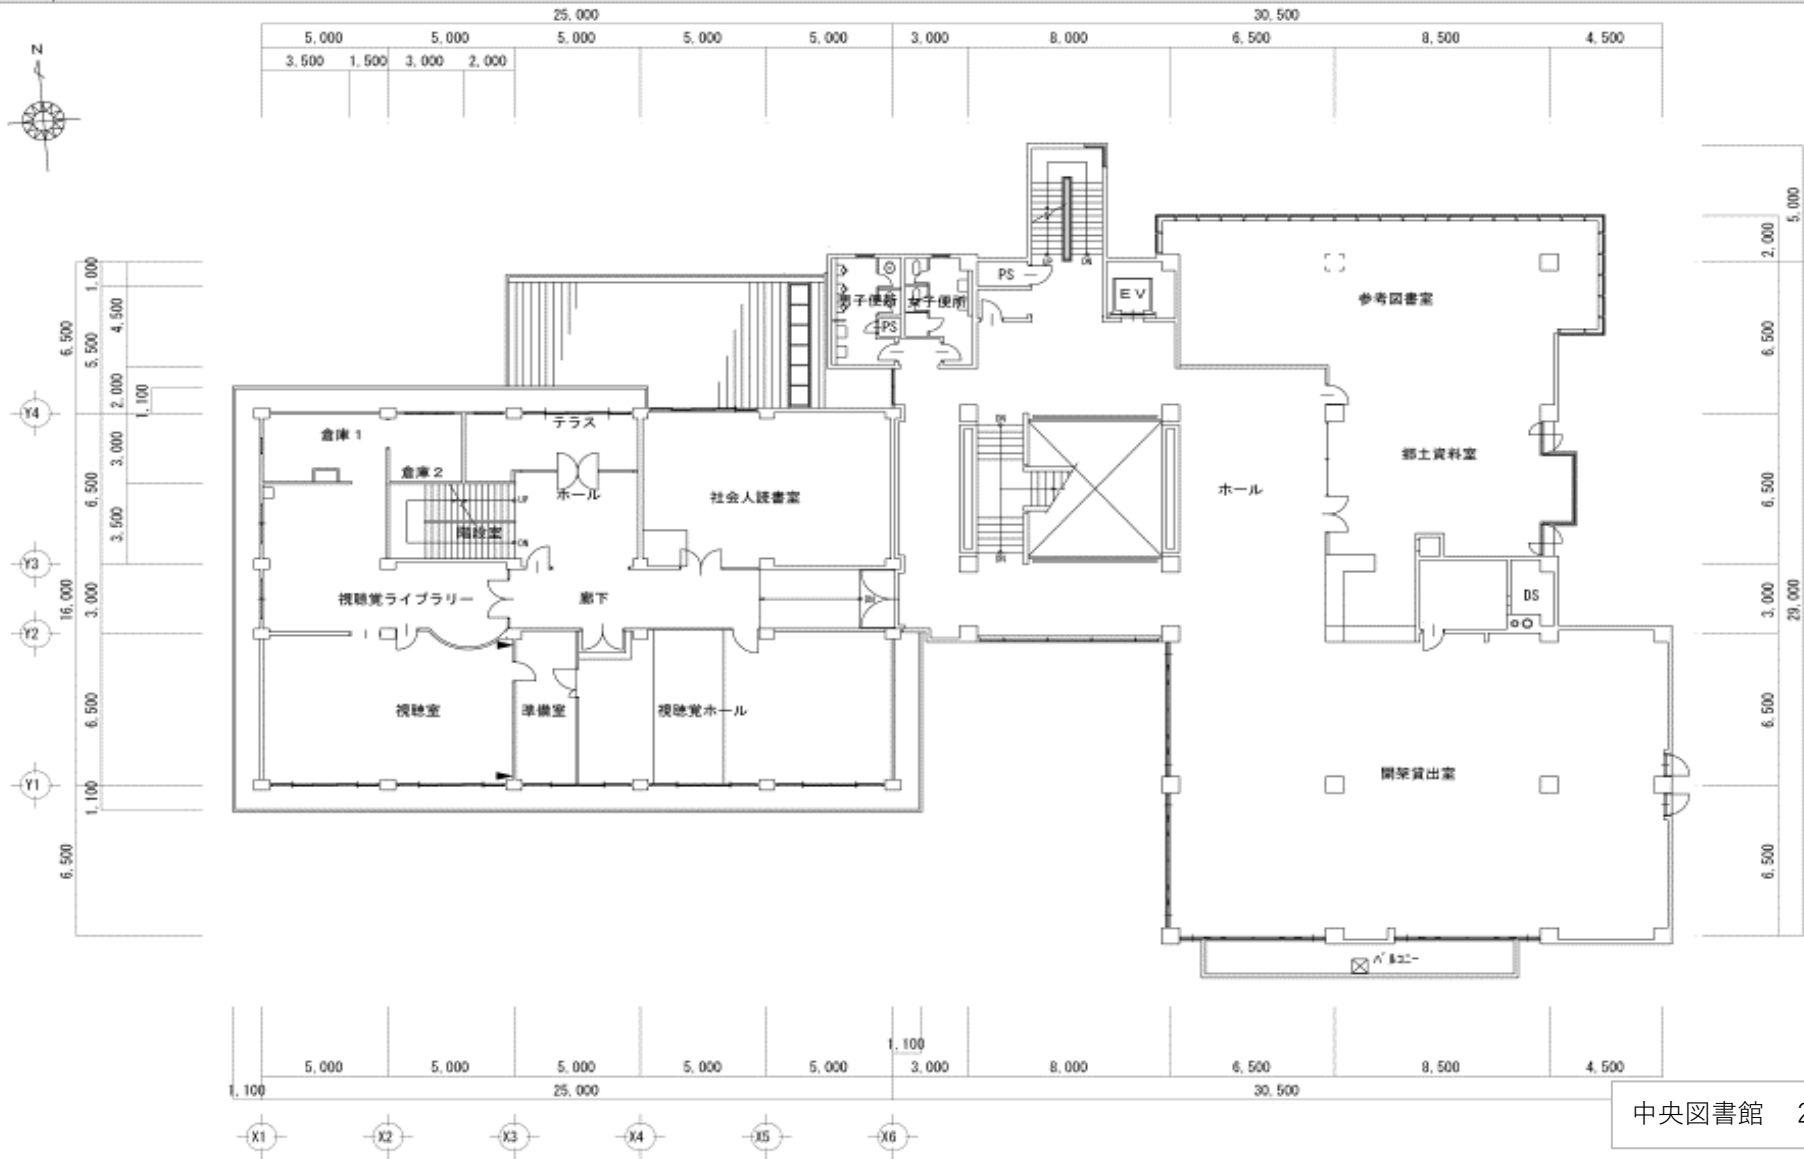 25,000 30,500
5,000 5,000 5,000 5,000 5,000 3,000 8,000 6,500 8,500 4,500
3,500 1,500 3,000 2,000
N
5,000
2,000
6,500
6,500
3,000
29,000
6,500
6,500
1,000
4,500
6,500
5,500
2,000
1,100
3,000
6,500
3,500
16,000
3,000
6,500
1,100
6,500
Y4
Y3
Y2
Y1
UP DN
PS
EV
男子便所 女子便所
PS
参考図書室
テラス
倉庫1
倉庫2
UP
ホール
階段室
DN
社会人読書室
DN
DN
ホール
郷土資料室
視聴覚ライブラリー
廊下
DN
DS
視聴室
準備室
視聴覚ホール
開架貸出室
バルコニー
1,100
5,000 5,000 5,000 5,000 5,000 3,000 8,000 6,500 8,500 4,500
1,100 25,000 30,500
X1 X2 X3 X4 X5 X6
中央図書館 2